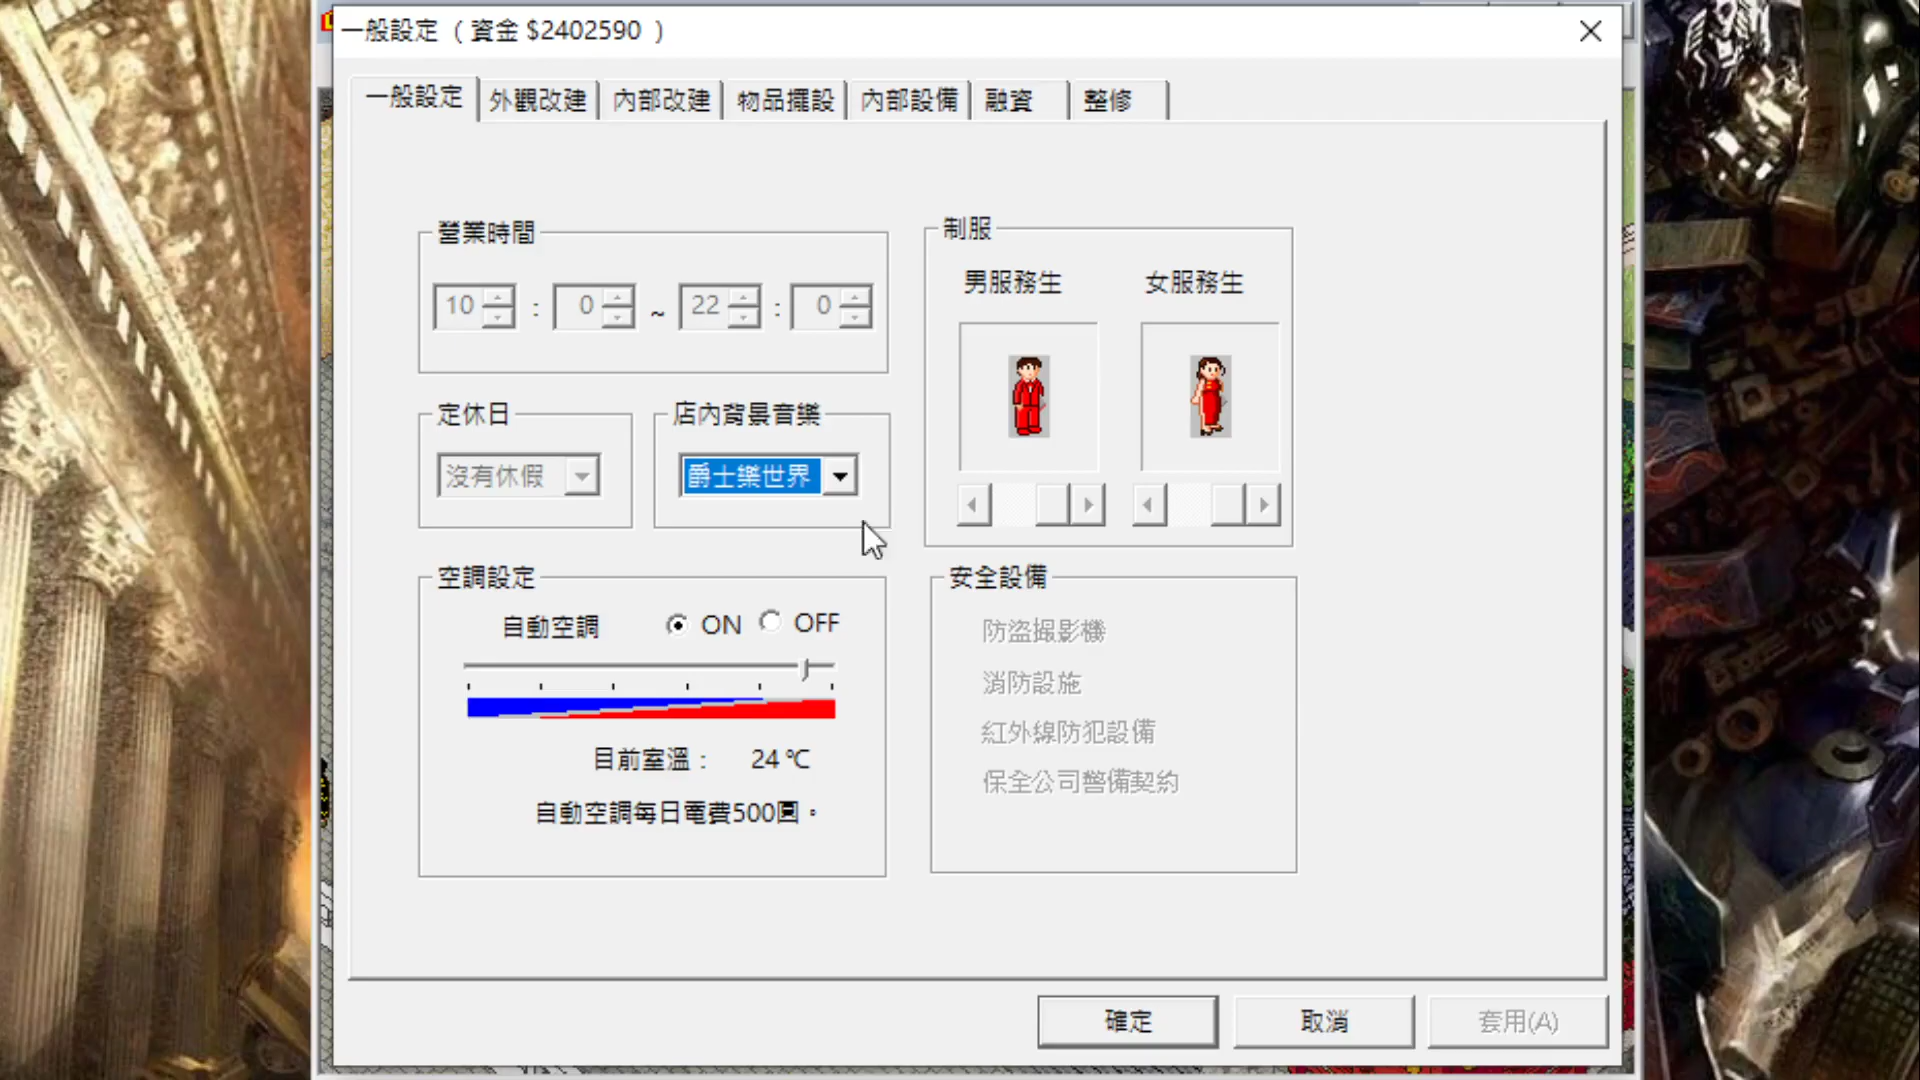 一般設定 ( 資金 $2402590 )
一般設定 外觀改建 內部改建 物品擺設 內部設備 融資 整修
營業時間
10 : 0 ~ 22 : 0
定休日
沒有休假
店內背景音樂
爵士樂世界
制服
男服務生 女服務生
空調設定
自動空調 ON OFF
目前室溫： 24 ℃
自動空調每日電費500圓。
安全設備
防盜撮影機
消防設施
紅外線防犯設備
保全公司警備契約
確定 取消 套用(A)